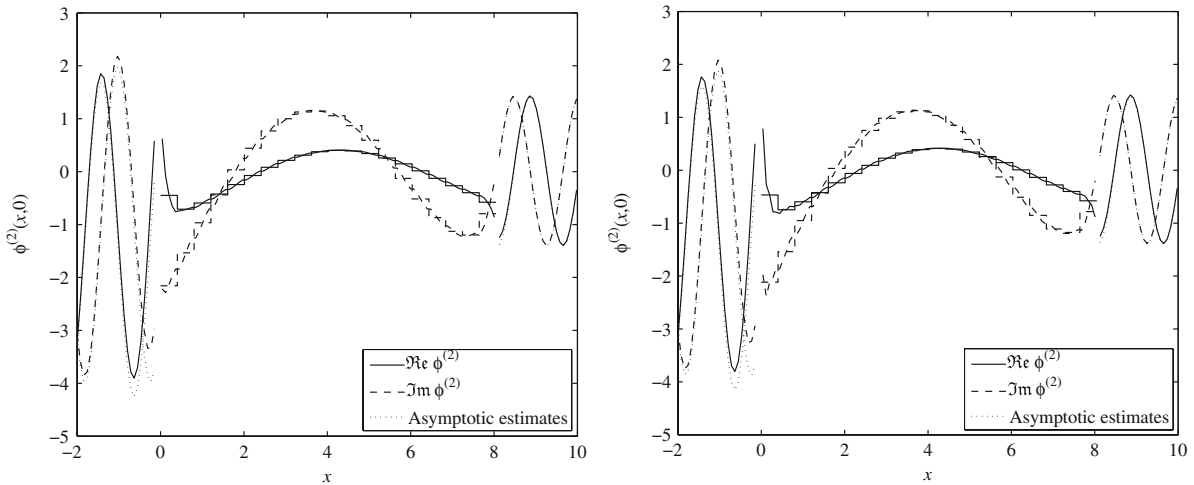 3
2
1
0
−1
−2
−3
−4
−5
ϕ(2)(x,0)
ℜe ϕ(2)
ℑm ϕ(2)
Asymptotic estimates
−2 0 2 4 6 8 10
x
3
2
1
0
−1
−2
−3
−4
−5
ϕ(2)(x,0)
ℜe ϕ(2)
ℑm ϕ(2)
Asymptotic estimates
−2 0 2 4 6 8 10
x